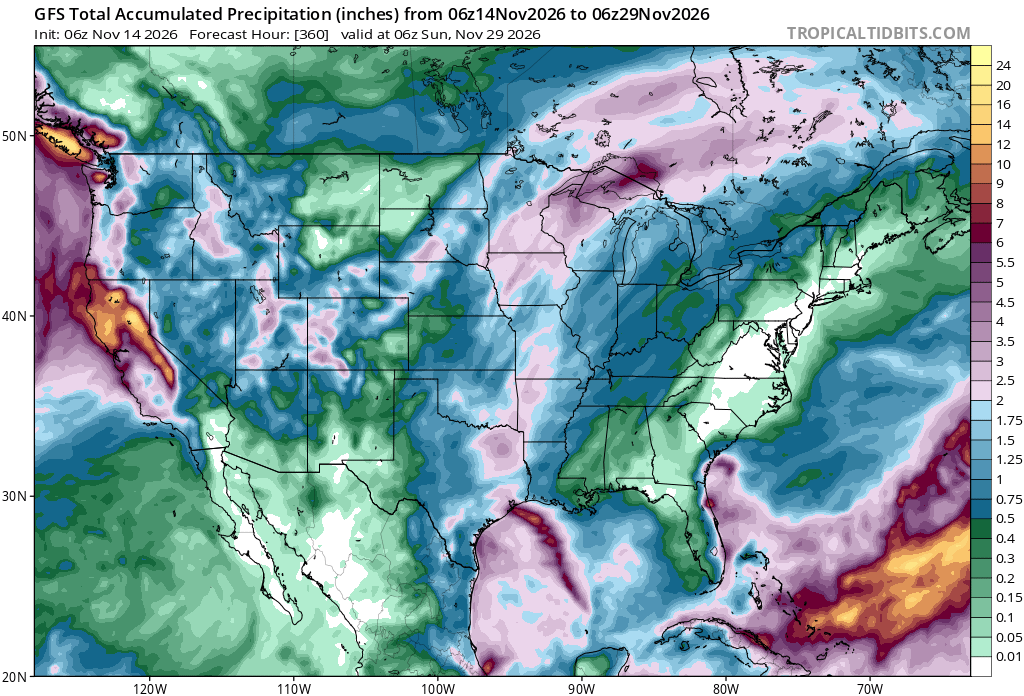 GFS Total Accumulated Precipitation (inches) from 06z14Nov2026 to 06z29Nov2026
Init: 06z Nov 14 2026 Forecast Hour: [360] valid at 06z Sun, Nov 29 2026
TROPICALTIDBITS.COM
50N
40N
30N
20N
120W
110W
100W
90W
80W
70W
24
20
16
14
12
10
9
8
7
6
5.5
5
4.5
4
3.5
3
2.5
2
1.75
1.5
1.25
1
0.75
0.5
0.4
0.3
0.2
0.15
0.1
0.05
0.01